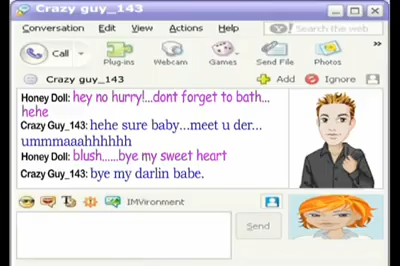 Crazy guy_143
Conversation Edit View Actions Help Search the web
Call Plug-ins Webcam Games Send File Photos »
Crazy guy_143 Add Ignore
Honey Doll: hey no hurry!...dont forget to bath...
hehe
Crazy Guy_143: hehe sure baby...meet u der...
ummmaaahhhhhh
Honey Doll: blush......bye my sweet heart
Crazy Guy_143: bye my darlin babe.
IMVironment
Send